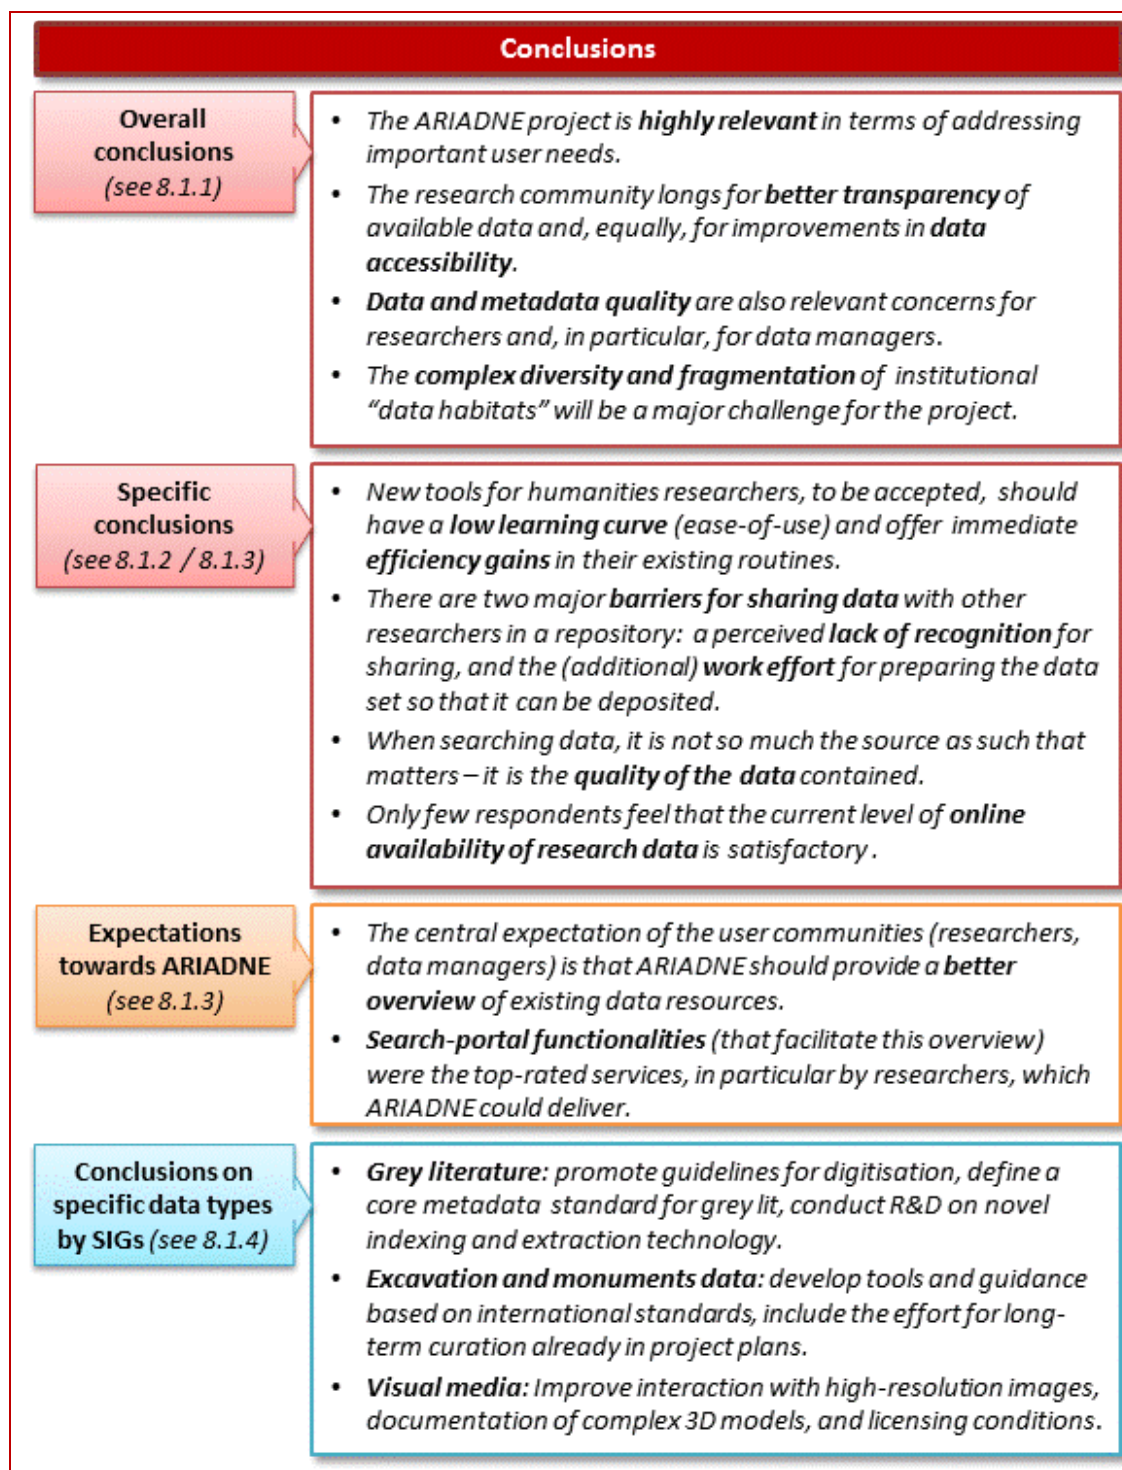 Conclusions
Overall
conclusions
(see 8.1.1)
• The ARIADNE project is highly relevant in terms of addressing
important user needs.
• The research community longs for better transparency of
available data and, equally, for improvements in data
accessibility.
• Data and metadata quality are also relevant concerns for
researchers and, in particular, for data managers.
• The complex diversity and fragmentation of institutional
“data habitats” will be a major challenge for the project.
Specific
conclusions
(see 8.1.2 / 8.1.3)
• New tools for humanities researchers, to be accepted, should
have a low learning curve (ease-of-use) and offer immediate
efficiency gains in their existing routines.
• There are two major barriers for sharing data with other
researchers in a repository: a perceived lack of recognition for
sharing, and the (additional) work effort for preparing the data
set so that it can be deposited.
• When searching data, it is not so much the source as such that
matters – it is the quality of the data contained.
• Only few respondents feel that the current level of online
availability of research data is satisfactory .
Expectations
towards ARIADNE
(see 8.1.3)
• The central expectation of the user communities (researchers,
data managers) is that ARIADNE should provide a better
overview of existing data resources.
• Search-portal functionalities (that facilitate this overview)
were the top-rated services, in particular by researchers, which
ARIADNE could deliver.
Conclusions on
specific data types
by SIGs (see 8.1.4)
• Grey literature: promote guidelines for digitisation, define a
core metadata standard for grey lit, conduct R&D on novel
indexing and extraction technology.
• Excavation and monuments data: develop tools and guidance
based on international standards, include the effort for long-
term curation already in project plans.
• Visual media: Improve interaction with high-resolution images,
documentation of complex 3D models, and licensing conditions.